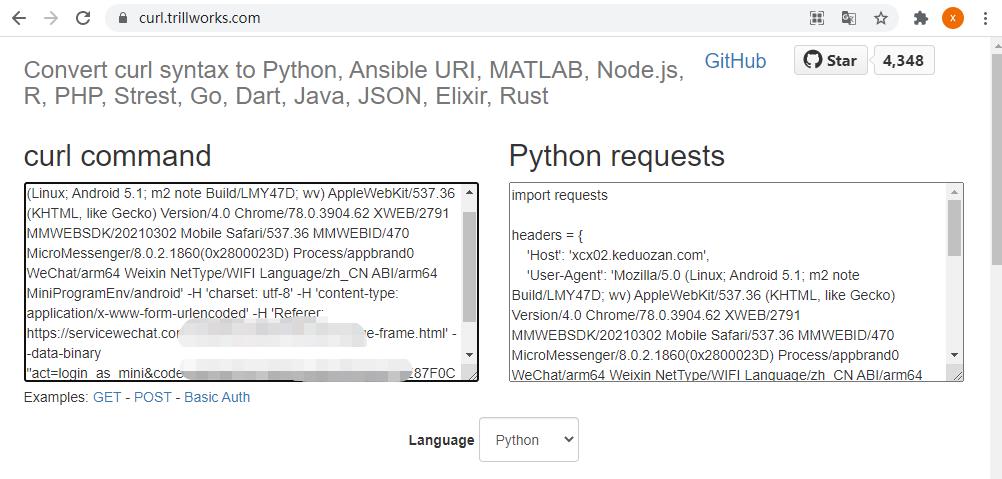 curl.trillworks.com
x
Convert curl syntax to Python, Ansible URI, MATLAB, Node.js,
R, PHP, Strest, Go, Dart, Java, JSON, Elixir, Rust
GitHub
Star
4,348
curl command
(Linux; Android 5.1; m2 note Build/LMY47D; wv) AppleWebKit/537.36
(KHTML, like Gecko) Version/4.0 Chrome/78.0.3904.62 XWEB/2791
MMWEBSDK/20210302 Mobile Safari/537.36 MMWEBID/470
MicroMessenger/8.0.2.1860(0x2800023D) Process/appbrand0
WeChat/arm64 Weixin NetType/WIFI Language/zh_CN ABI/arm64
MiniProgramEnv/android' -H 'charset: utf-8' -H 'content-type:
application/x-www-form-urlencoded' -H 'Referer:
https://servicewechat.com e-frame.html' -
-data-binary
"act=login_as_mini&code 87F0C
Python requests
import requests
headers = {
'Host': 'xcx02.keduozan.com',
'User-Agent': 'Mozilla/5.0 (Linux; Android 5.1; m2 note
Build/LMY47D; wv) AppleWebKit/537.36 (KHTML, like Gecko)
Version/4.0 Chrome/78.0.3904.62 XWEB/2791
MMWEBSDK/20210302 Mobile Safari/537.36 MMWEBID/470
MicroMessenger/8.0.2.1860(0x2800023D) Process/appbrand0
WeChat/arm64 Weixin NetType/WIFI Language/zh_CN ABI/arm64
Examples: GET - POST - Basic Auth
Language
Python